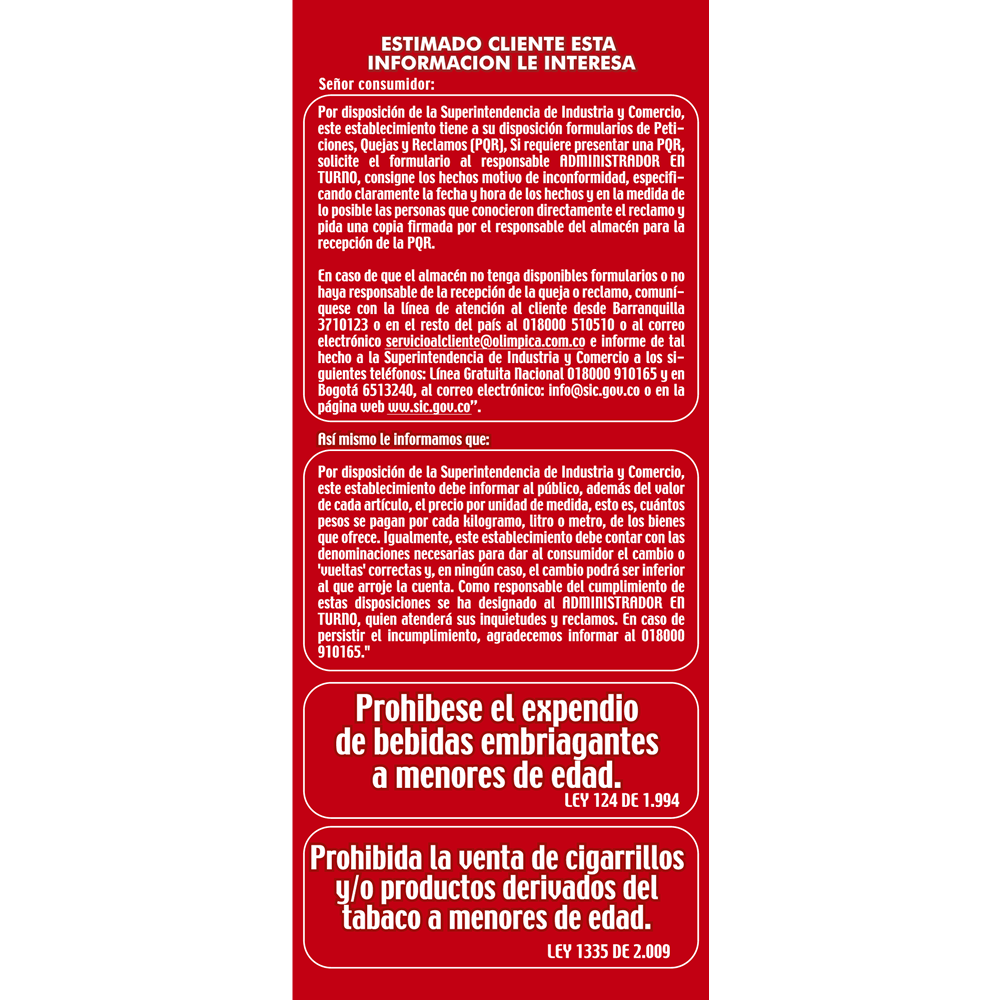 ESTIMADO CLIENTE ESTA
INFORMACION LE INTERESA
Señor consumidor:
Por disposición de la Superintendencia de Industria y Comercio,
este establecimiento tiene a su disposición formularios de Peti-
ciones, Quejas y Reclamos (PQR), Si requiere presentar una PQR,
solicite el formulario al responsable ADMINISTRADOR EN
TURNO, consigne los hechos motivo de inconformidad, especifi-
cando claramente la fecha y hora de los hechos y en la medida de
lo posible las personas que conocieron directamente el reclamo y
pida una copia firmada por el responsable del almacén para la
recepción de la PQR.
En caso de que el almacén no tenga disponibles formularios o no
haya responsable de la recepción de la queja o reclamo, comuní-
quese con la línea de atención al cliente desde Barranquilla
3710123 o en el resto del país al 018000 510510 o al correo
electrónico servicioalcliente@olimpica.com.co e informe de tal
hecho a la Superintendencia de Industria y Comercio a los si-
guientes teléfonos: Línea Gratuita Nacional 018000 910165 y en
Bogotá 6513240, al correo electrónico: info@sic.gov.co o en la
página web ww.sic.gov.co”.
Así mismo le informamos que:
Por disposición de la Superintendencia de Industria y Comercio,
este establecimiento debe informar al público, además del valor
de cada artículo, el precio por unidad de medida, esto es, cuántos
pesos se pagan por cada kilogramo, litro o metro, de los bienes
que ofrece. Igualmente, este establecimiento debe contar con las
denominaciones necesarias para dar al consumidor el cambio o
'vueltas' correctas y, en ningún caso, el cambio podrá ser inferior
al que arroje la cuenta. Como responsable del cumplimiento de
estas disposiciones se ha designado al ADMINISTRADOR EN
TURNO, quien atenderá sus inquietudes y reclamos. En caso de
persistir el incumplimiento, agradecemos informar al 018000
910165."
Prohibese el expendio
de bebidas embriagantes
a menores de edad.
LEY 124 DE 1.994
Prohibida la venta de cigarrillos
y/o productos derivados del
tabaco a menores de edad.
LEY 1335 DE 2.009